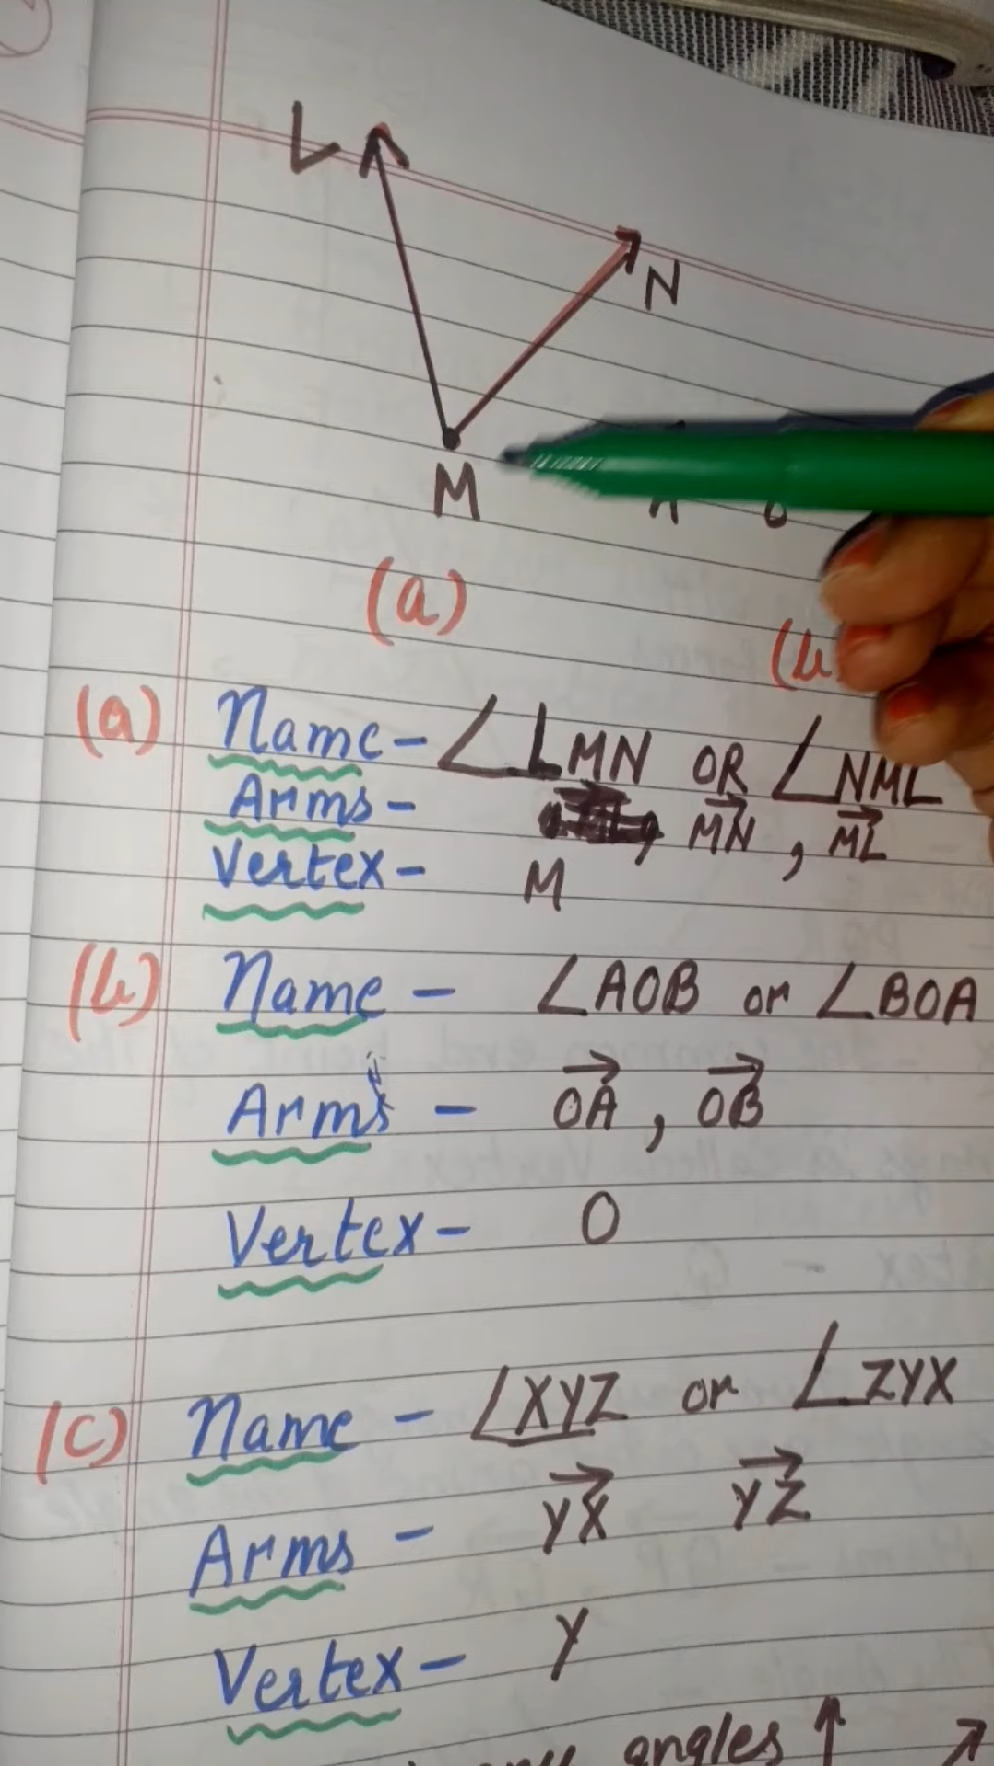 L
N
M
(a)
(b
(a) Name - ∠LMN OR ∠NML
Arms - MN→, ML→
Vertex - M
(b) Name - ∠AOB or ∠BOA
Arms - OA→, OB→
Vertex - O
(c) Name - ∠XYZ or ∠ZYX
Arms - YX→ YZ→
Vertex - Y
angles